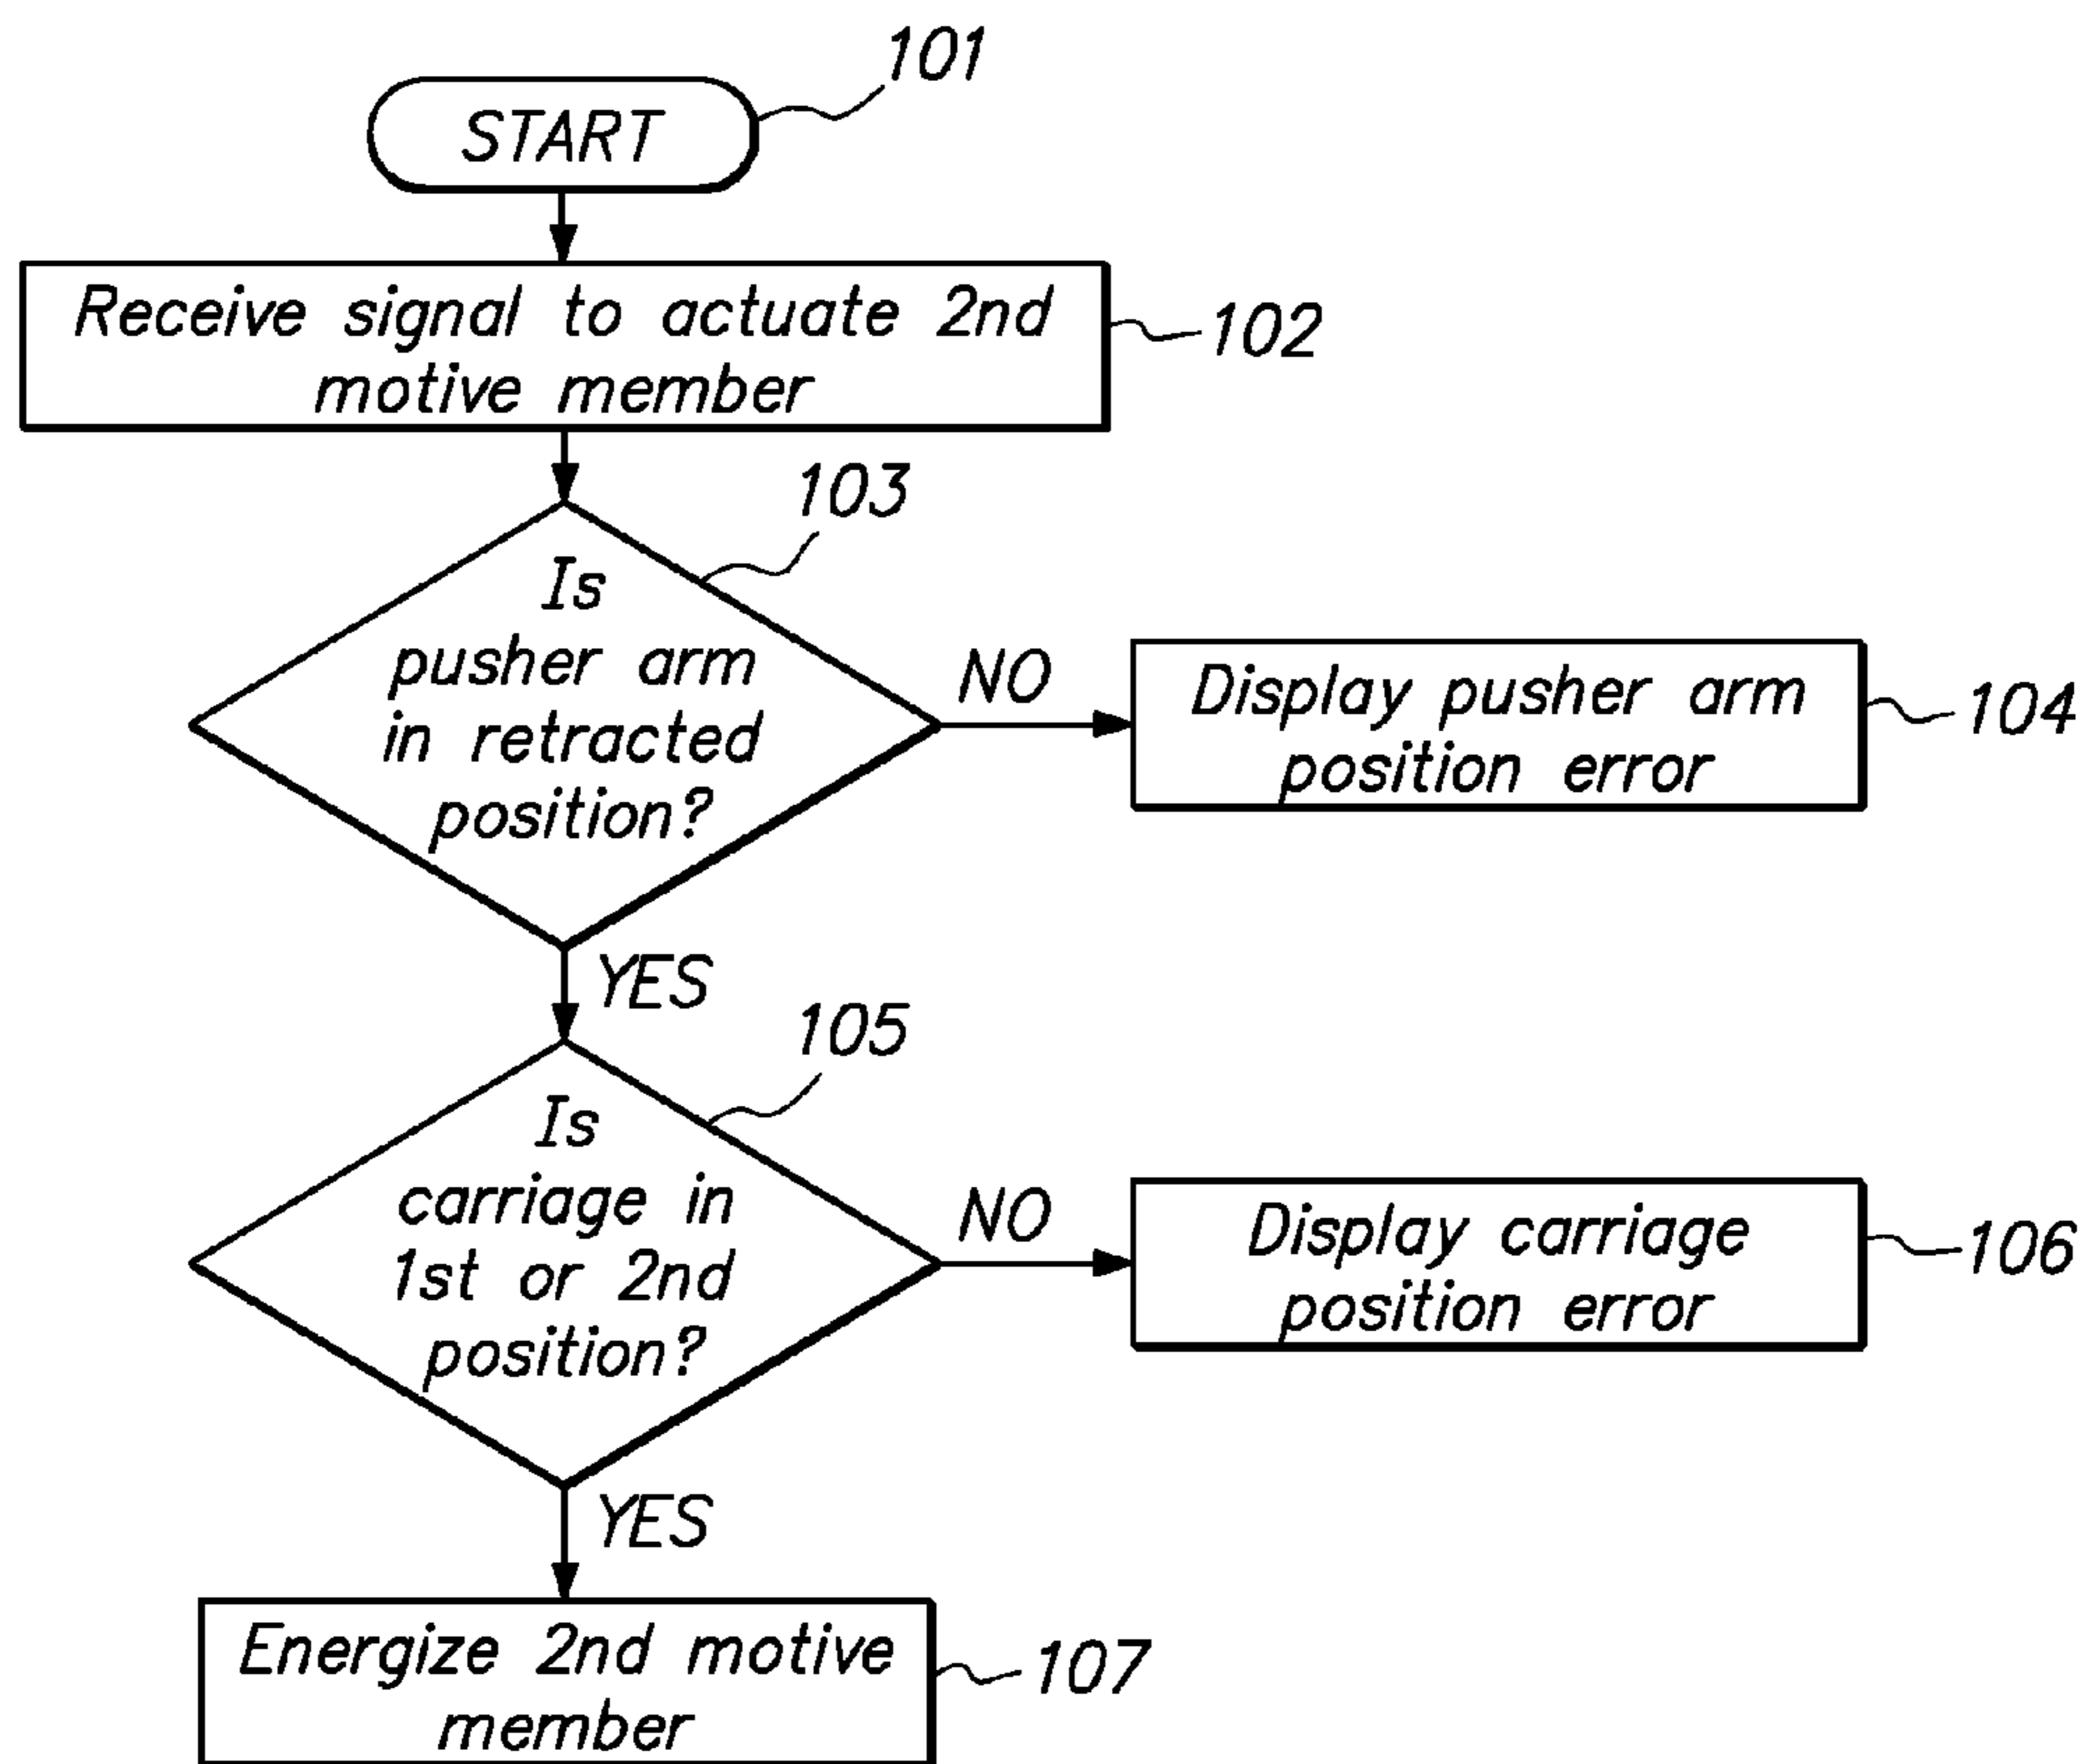 101
START
Receive signal to actuate 2nd
motive member
102
103
Is
pusher arm
in retracted
position?
NO
Display pusher arm
position error
104
YES
105
Is
carriage in
1st or 2nd
position?
NO
Display carriage
position error
106
YES
Energize 2nd motive
member
107